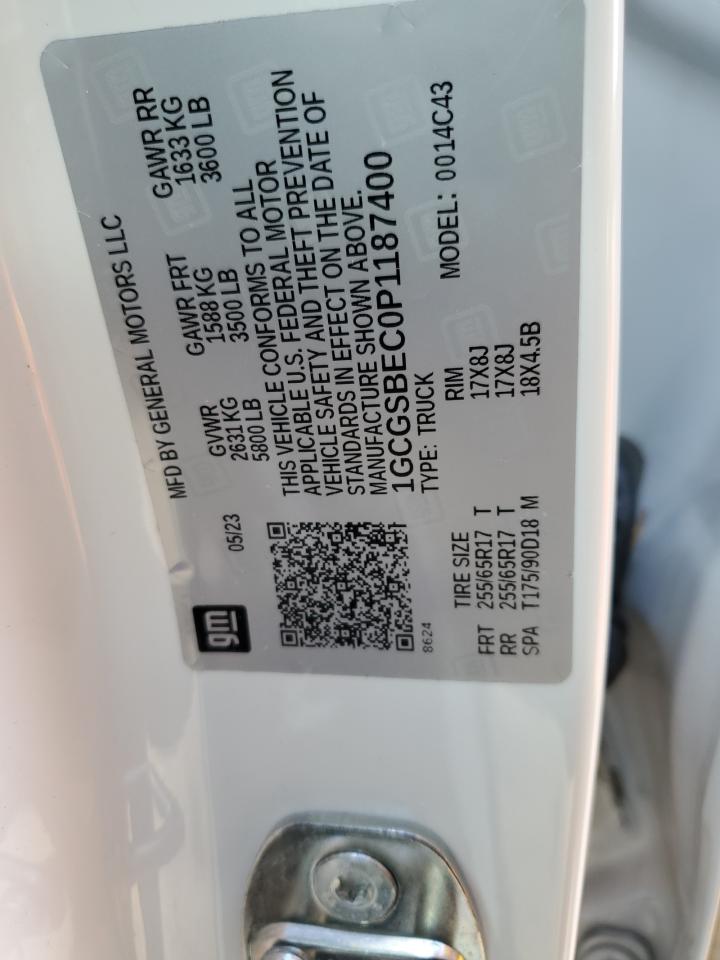 gm
MFD BY GENERAL MOTORS LLC
05/23
GVWR GAWR FRT GAWR RR
2631 KG 1588 KG 1633 KG
5800 LB 3500 LB 3600 LB
THIS VEHICLE CONFORMS TO ALL
APPLICABLE U.S. FEDERAL MOTOR
VEHICLE SAFETY AND THEFT PREVENTION
STANDARDS IN EFFECT ON THE DATE OF
MANUFACTURE SHOWN ABOVE.
1GCGSBEC0P1187400
TYPE: TRUCK MODEL: 0014C43
8624
TIRE SIZE RIM
FRT 255/65R17 T 17X8J
RR 255/65R17 T 17X8J
SPA T175/90D18 M 18X4.5B